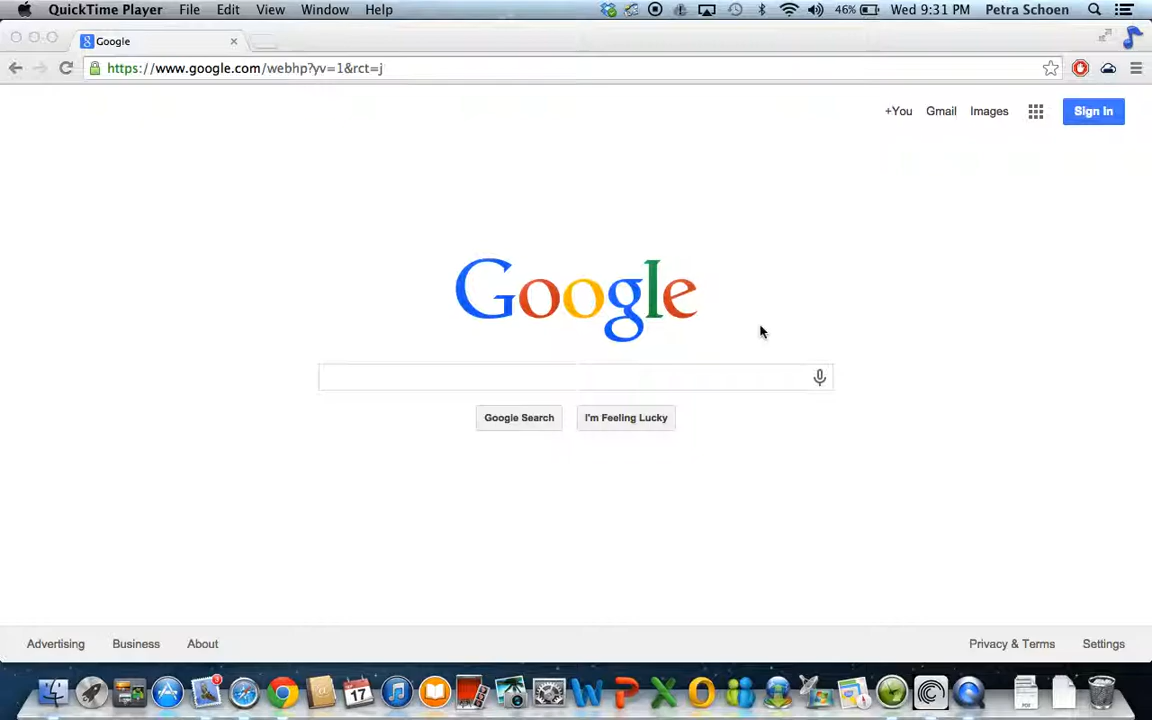 QuickTime Player File Edit View Window Help 46% Wed 9:31 PM Petra Schoen
Google
https://www.google.com/webhp?yv=1&rct=j
+You Gmail Images Sign In
Google
Google Search I'm Feeling Lucky
Advertising Business About Privacy & Terms Settings
17